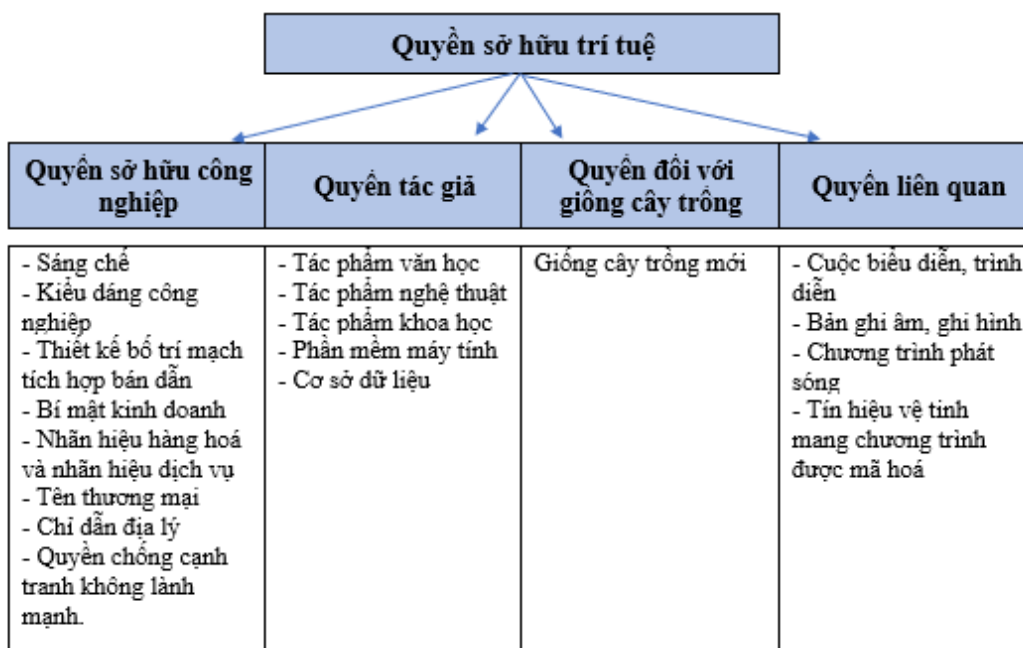 Quyền sở hữu trí tuệ
Quyền sở hữu công
nghiệp
Quyền tác giả
Quyền đối với
giống cây trồng
Quyền liên quan
- Sáng chế
- Kiểu dáng công
nghiệp
- Thiết kế bố trí mạch
tích hợp bán dẫn
- Bí mật kinh doanh
- Nhãn hiệu hàng hoá
và nhãn hiệu dịch vụ
- Tên thương mại
- Chỉ dẫn địa lý
- Quyền chống cạnh
tranh không lành
mạnh.
- Tác phẩm văn học
- Tác phẩm nghệ thuật
- Tác phẩm khoa học
- Phần mềm máy tính
- Cơ sở dữ liệu
Giống cây trồng mới
- Cuộc biểu diễn, trình
diễn
- Bản ghi âm, ghi hình
- Chương trình phát
sóng
- Tín hiệu vệ tinh
mang chương trình
được mã hoá